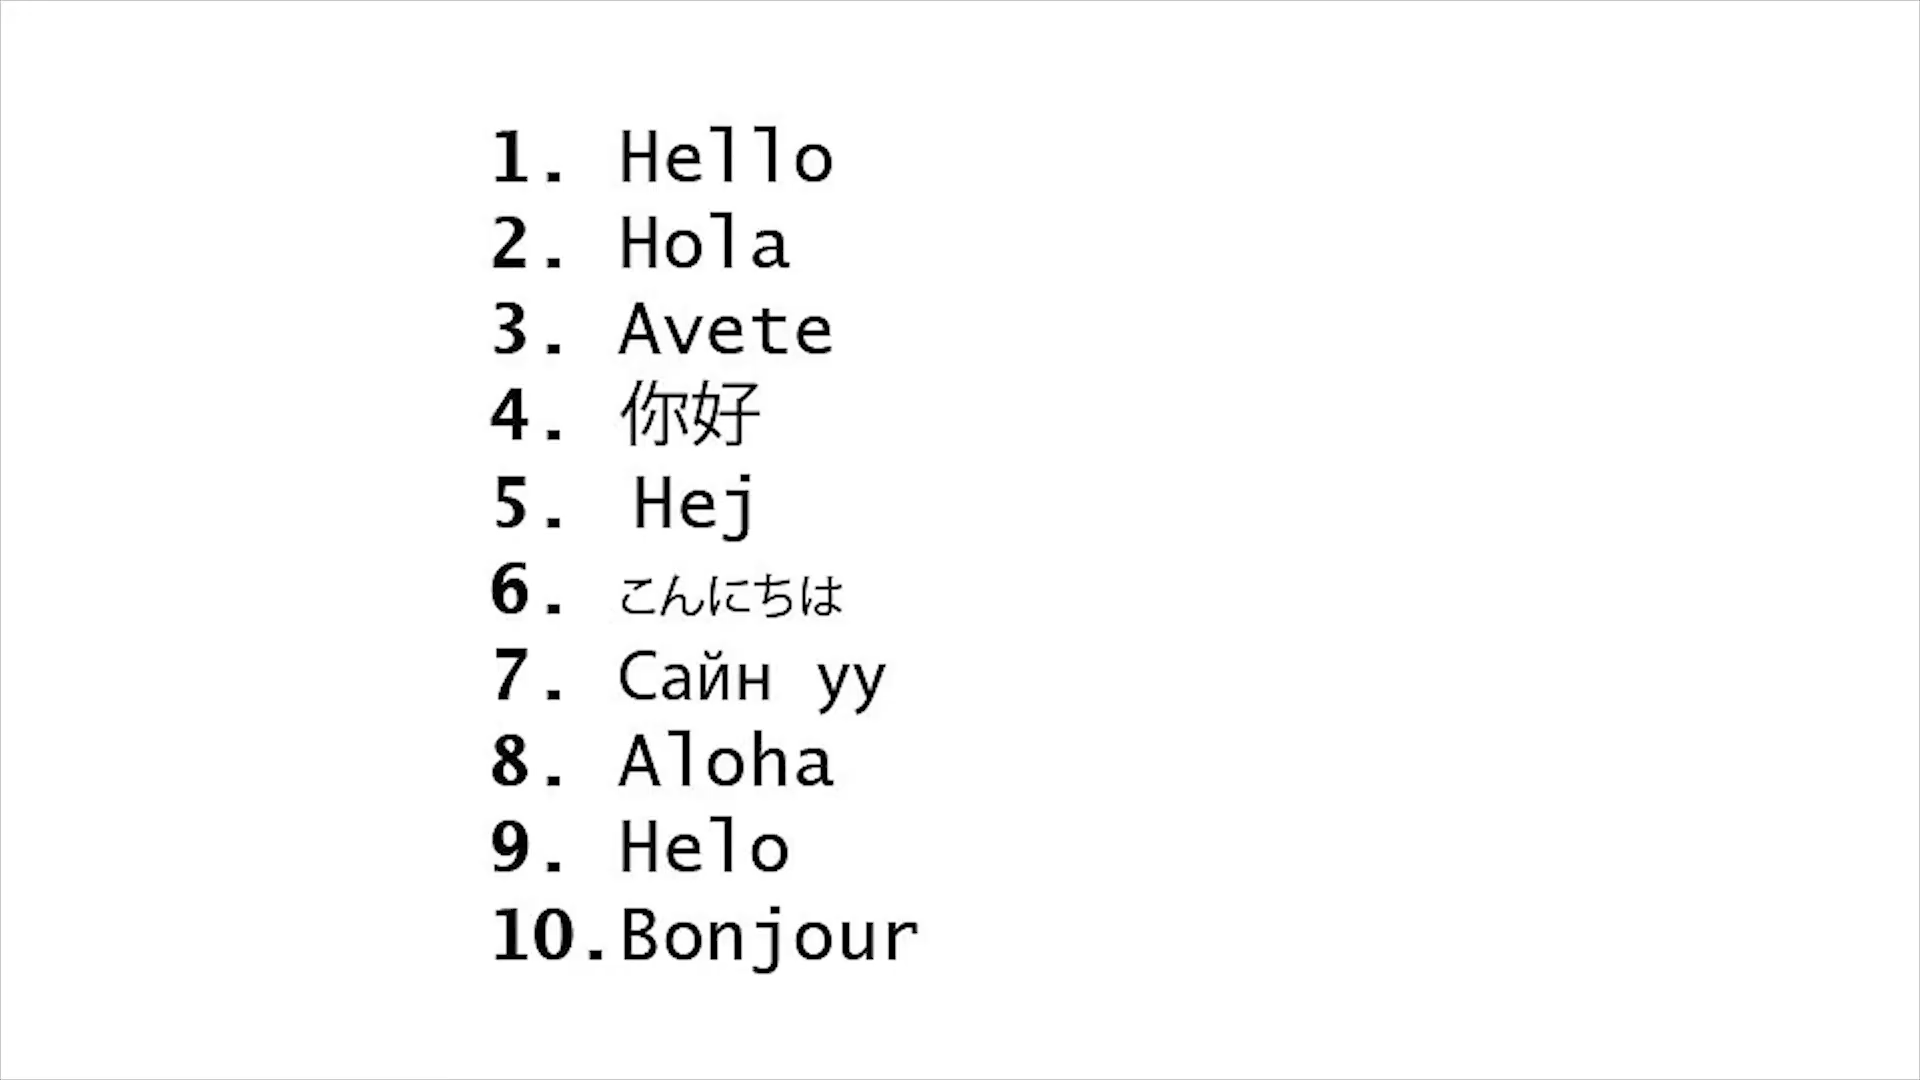 1. Hello
2. Hola
3. Avete
4. 你好
5. Hej
6. こんにちは
7. Сайн уу
8. Aloha
9. Helo
10.Bonjour